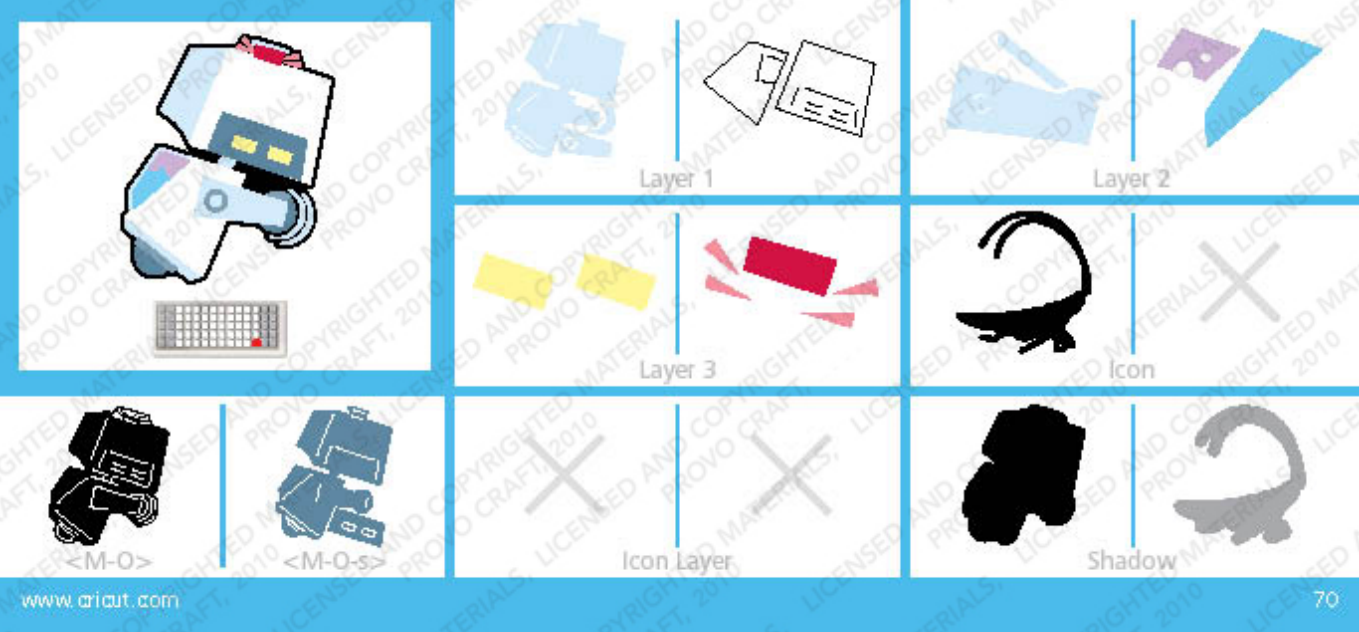 Layer 1
Layer 2
Layer 3
Icon
<M-O>
<M-O-s>
Icon Layer
Shadow
www.cricut.com
70
LICENSED AND COPYRIGHTED MATERIALS,
PROVO CRAFT, 2010